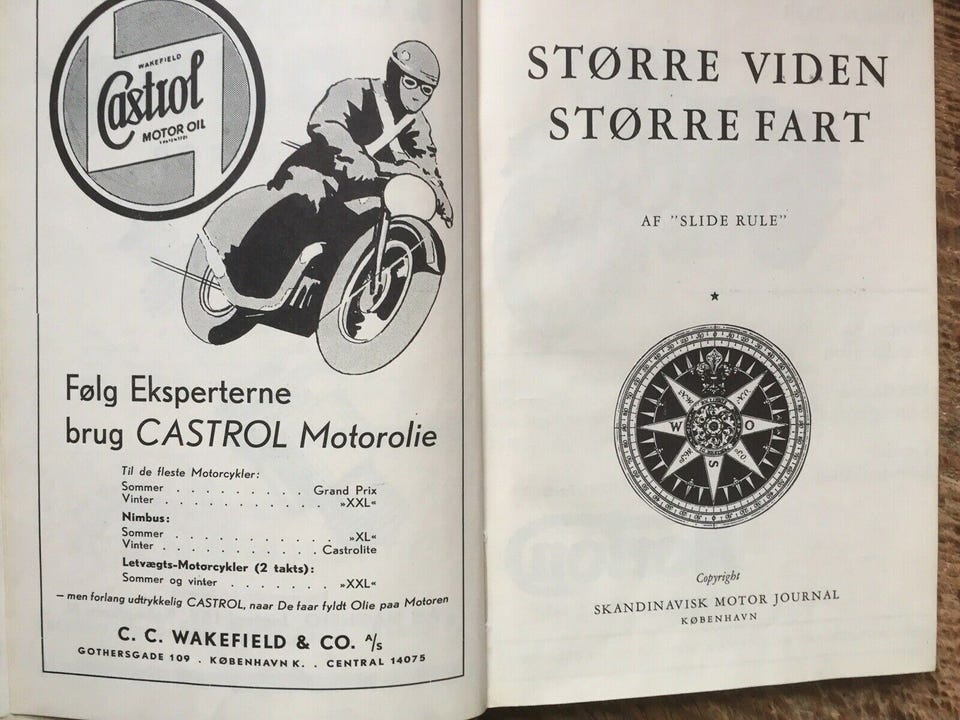 WAKEFIELD
Castrol
MOTOR OIL
Følg Eksperterne
brug CASTROL Motorolie
Til de fleste Motorcykler:
Sommer . . . . . . . . . Grand Prix
Vinter . . . . . . . . . . . . »XXL«
Nimbus:
Sommer . . . . . . . . . . . . »XL«
Vinter . . . . . . . . . . . Castrolite
Letvægts-Motorcykler (2 takts):
Sommer og vinter . . . . . . . »XXL«
— men forlang udtrykkelig CASTROL, naar De faar fyldt Olie paa Motoren
C. C. WAKEFIELD & CO. A/S
GOTHERSGADE 109 . KØBENHAVN K. . CENTRAL 14075
STØRRE VIDEN
STØRRE FART
AF "SLIDE RULE"
W O
S
Copyright
SKANDINAVISK MOTOR JOURNAL
KØBENHAVN